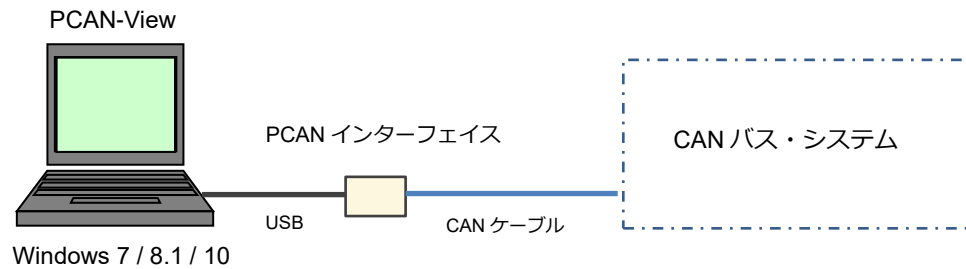 PCAN-View
PCAN インターフェイス
CAN バス・システム
USB
CAN ケーブル
Windows 7 / 8.1 / 10